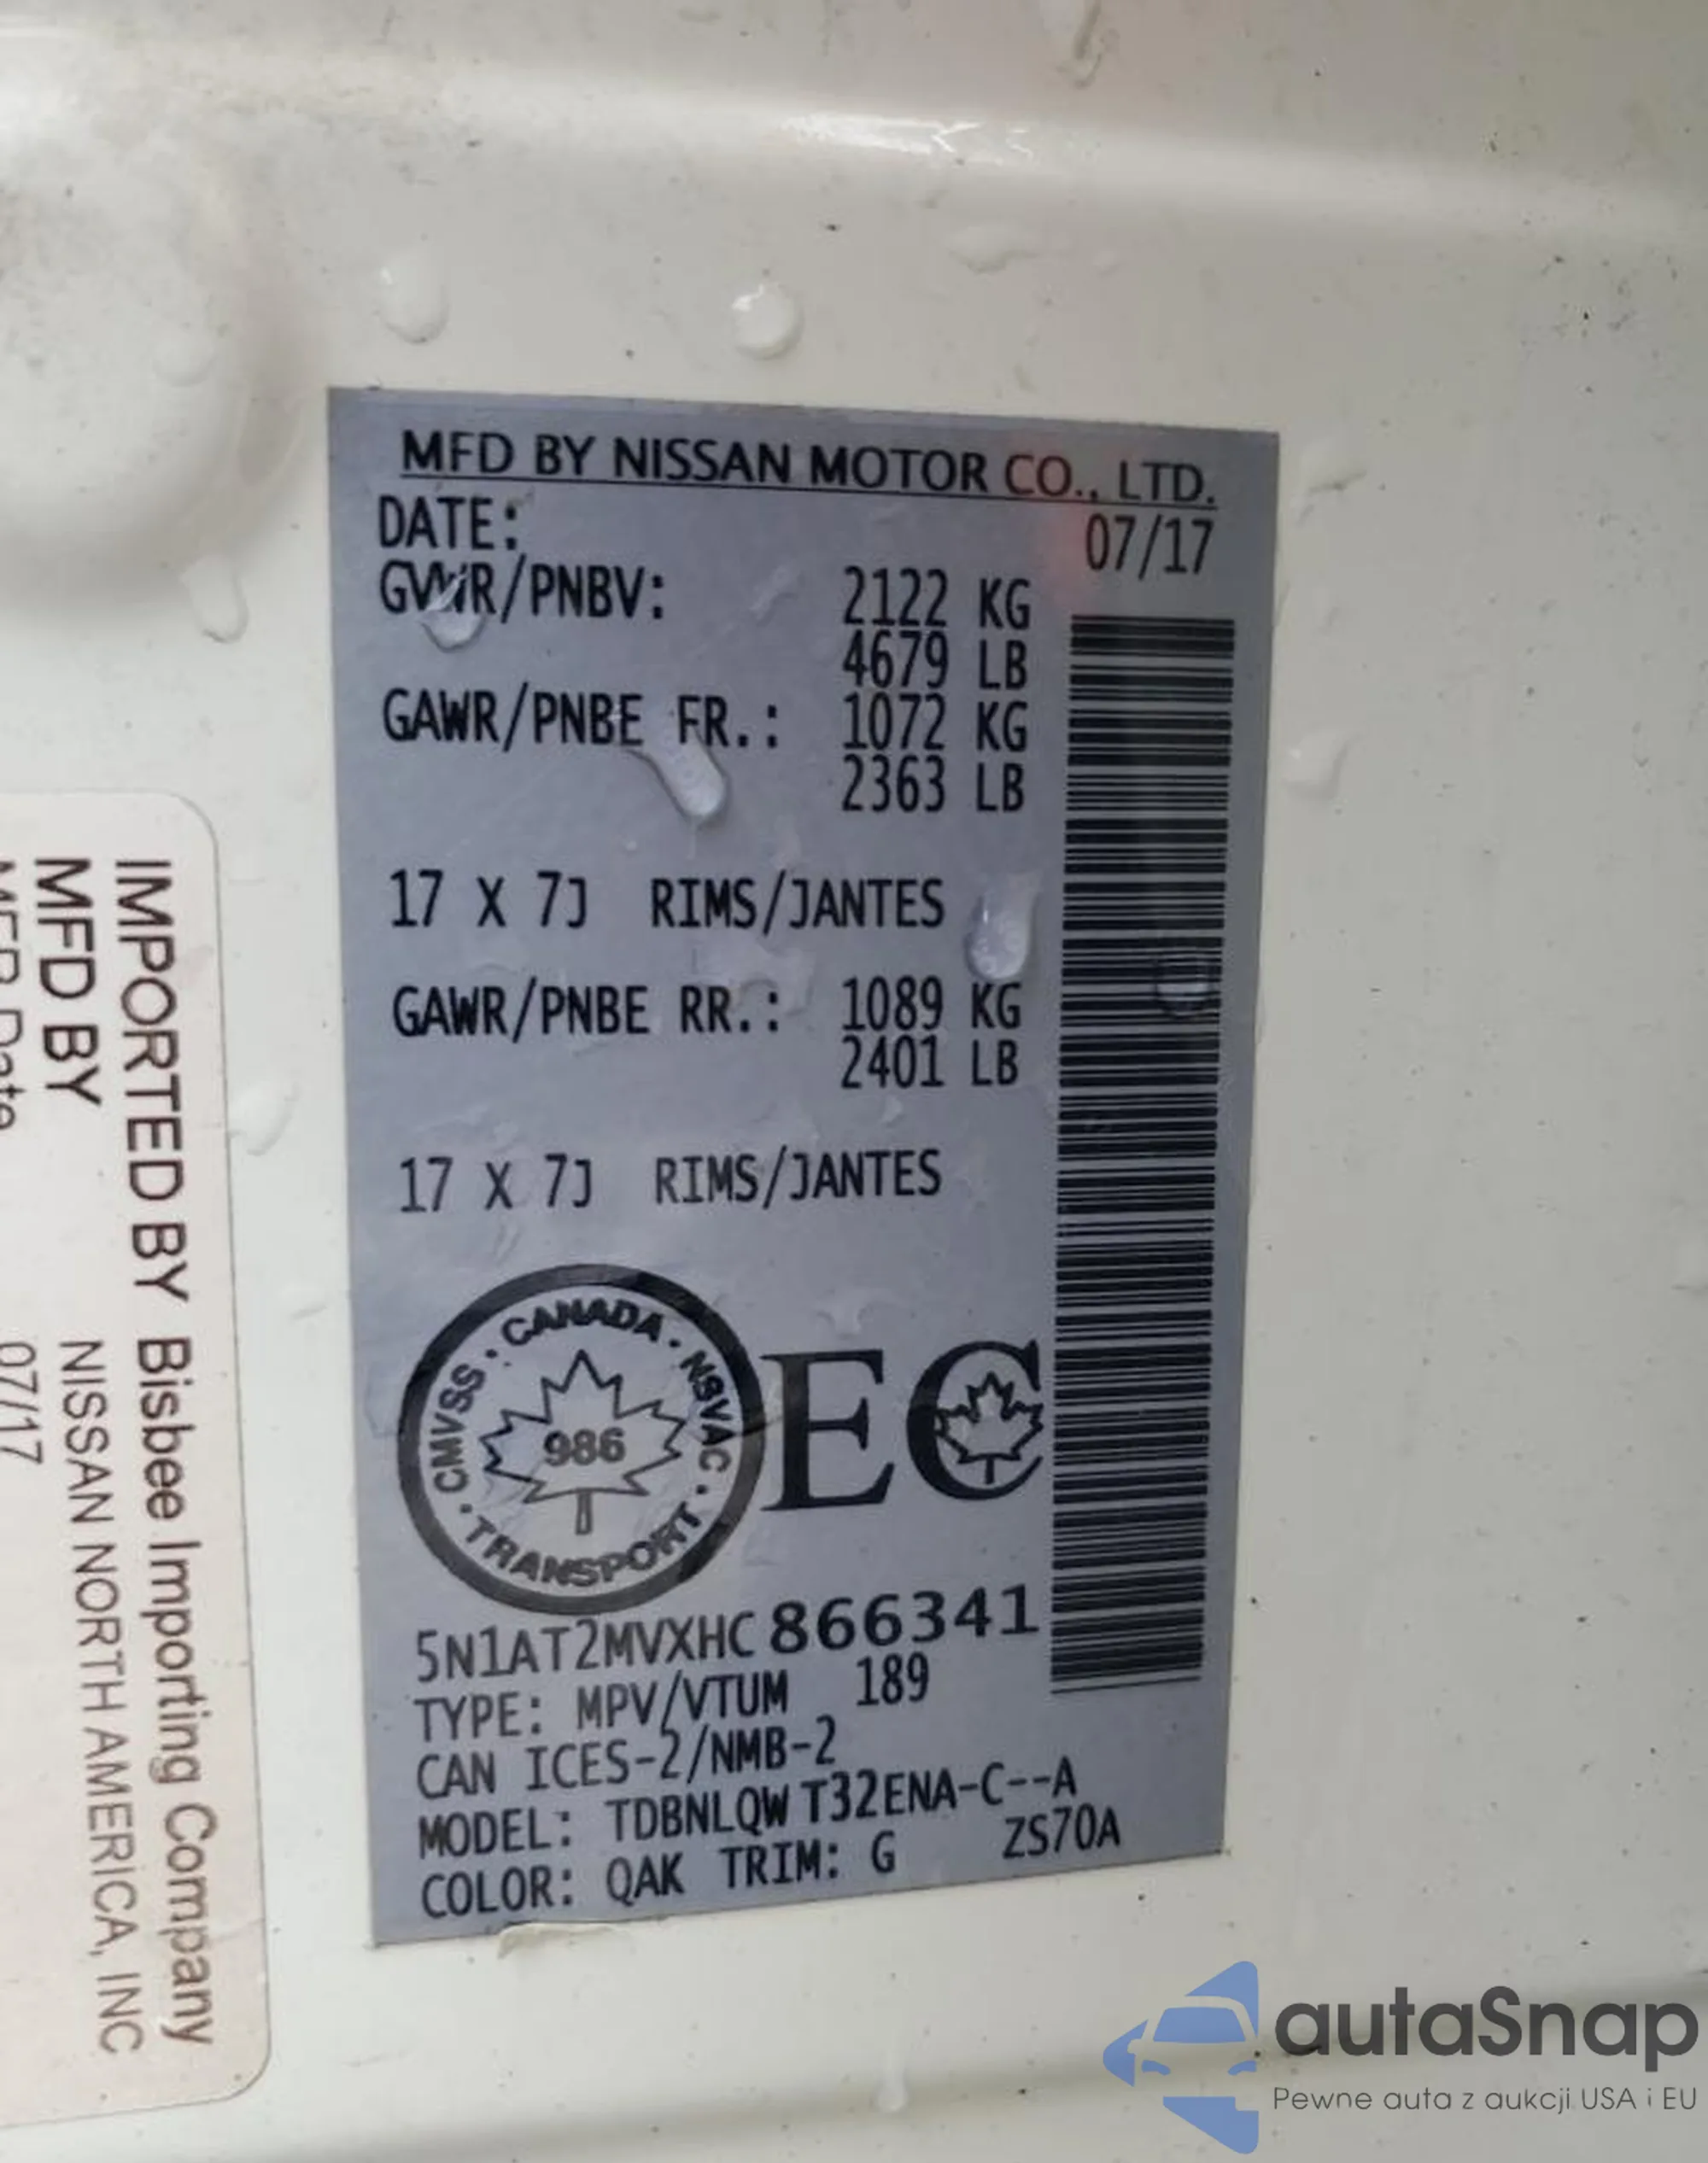 MFD BY NISSAN MOTOR CO., LTD.
DATE: 07/17
GVWR/PNBV: 2122 KG
4679 LB
GAWR/PNBE FR.: 1072 KG
2363 LB
17 X 7J RIMS/JANTES
GAWR/PNBE RR.: 1089 KG
2401 LB
17 X 7J RIMS/JANTES
CANADA · NSVAC · TRANSPORT · CMVSS ·
986
EC
5N1AT2MVXHC866341
TYPE: MPV/VTUM 189
CAN ICES-2/NMB-2
MODEL: TDBNLQW T32ENA-C--A
COLOR: QAK TRIM: G ZS70A
IMPORTED BY Bisbee Importing Company
MFD BY NISSAN NORTH AMERICA, INC
Date 07/17
autaSnap
Pewne auta z aukcji USA i EU